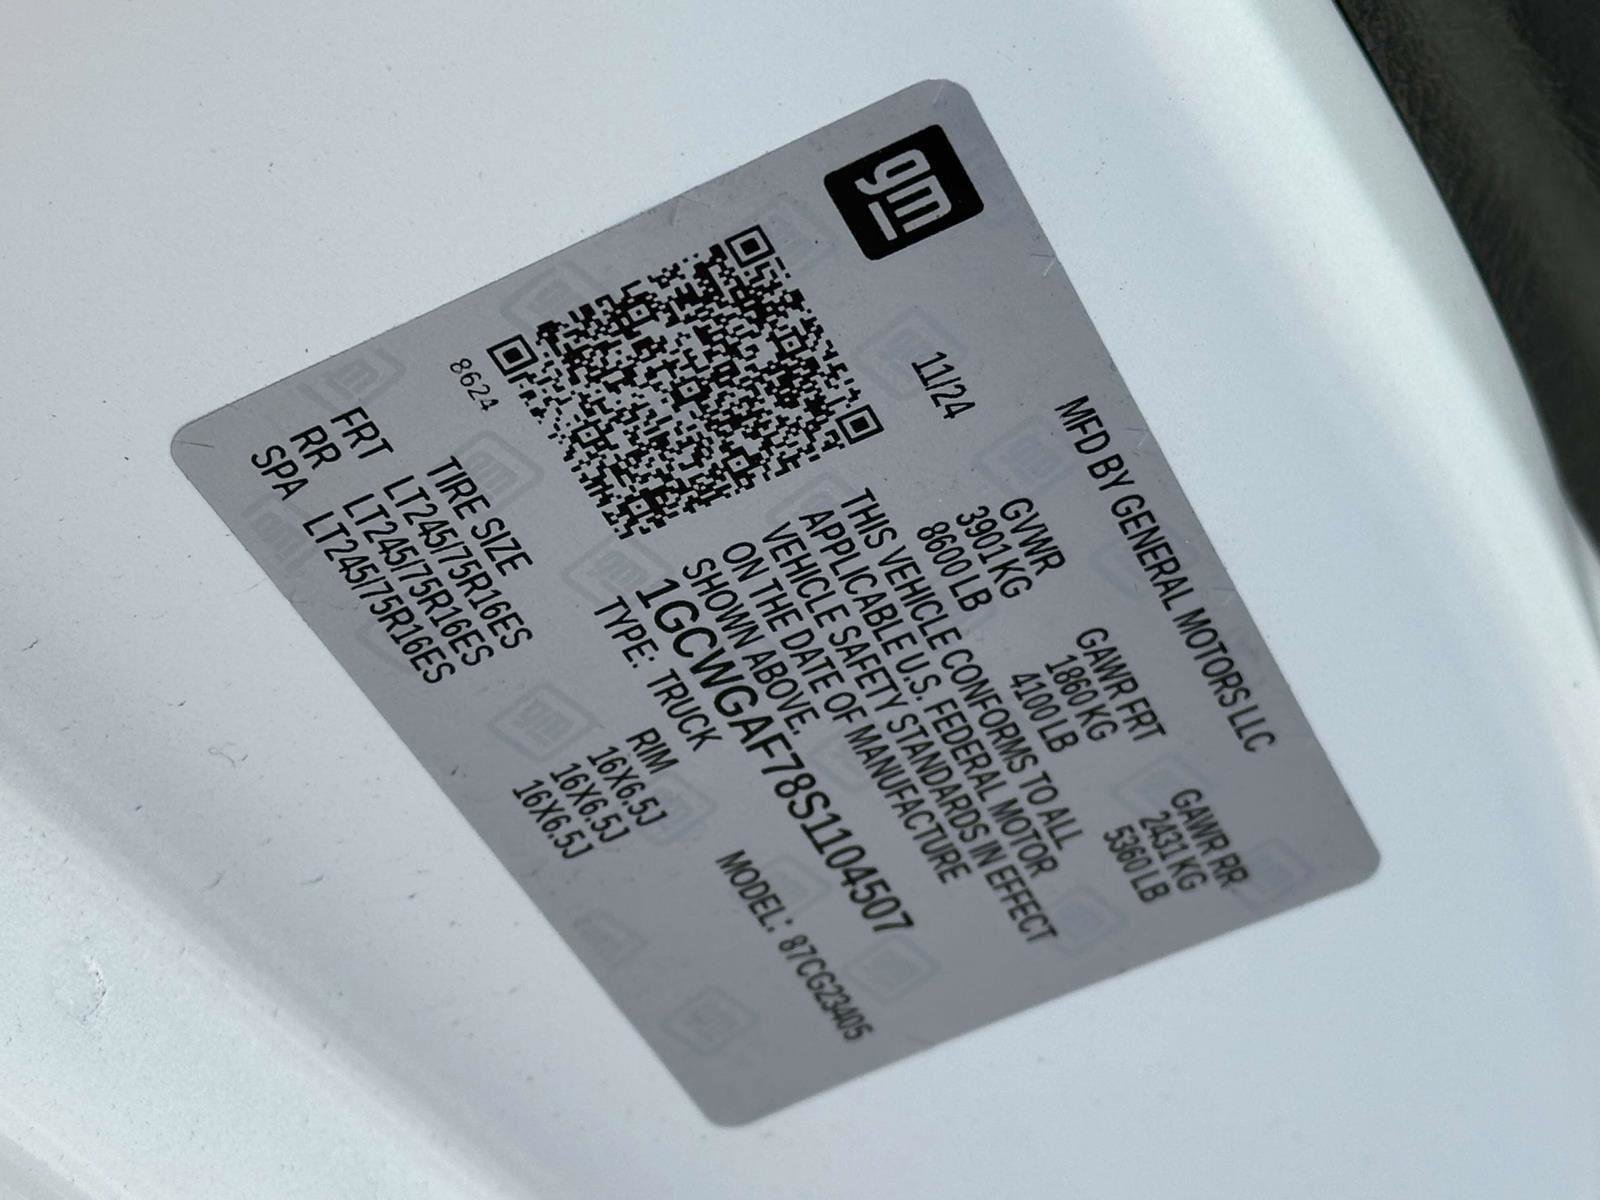 gm
MFD BY GENERAL MOTORS LLC
11/24
GVWR GAWR FRT GAWR RR
3901 KG 1860 KG 2431 KG
8600 LB 4100 LB 5360 LB
THIS VEHICLE CONFORMS TO ALL
APPLICABLE U.S. FEDERAL MOTOR
VEHICLE SAFETY STANDARDS IN EFFECT
ON THE DATE OF MANUFACTURE
SHOWN ABOVE.
1GCWGAF78S1104507
TYPE: TRUCK MODEL: 87CG23405
8624
TIRE SIZE RIM
FRT LT245/75R16ES 16X6.5J
RR LT245/75R16ES 16X6.5J
SPA LT245/75R16ES 16X6.5J